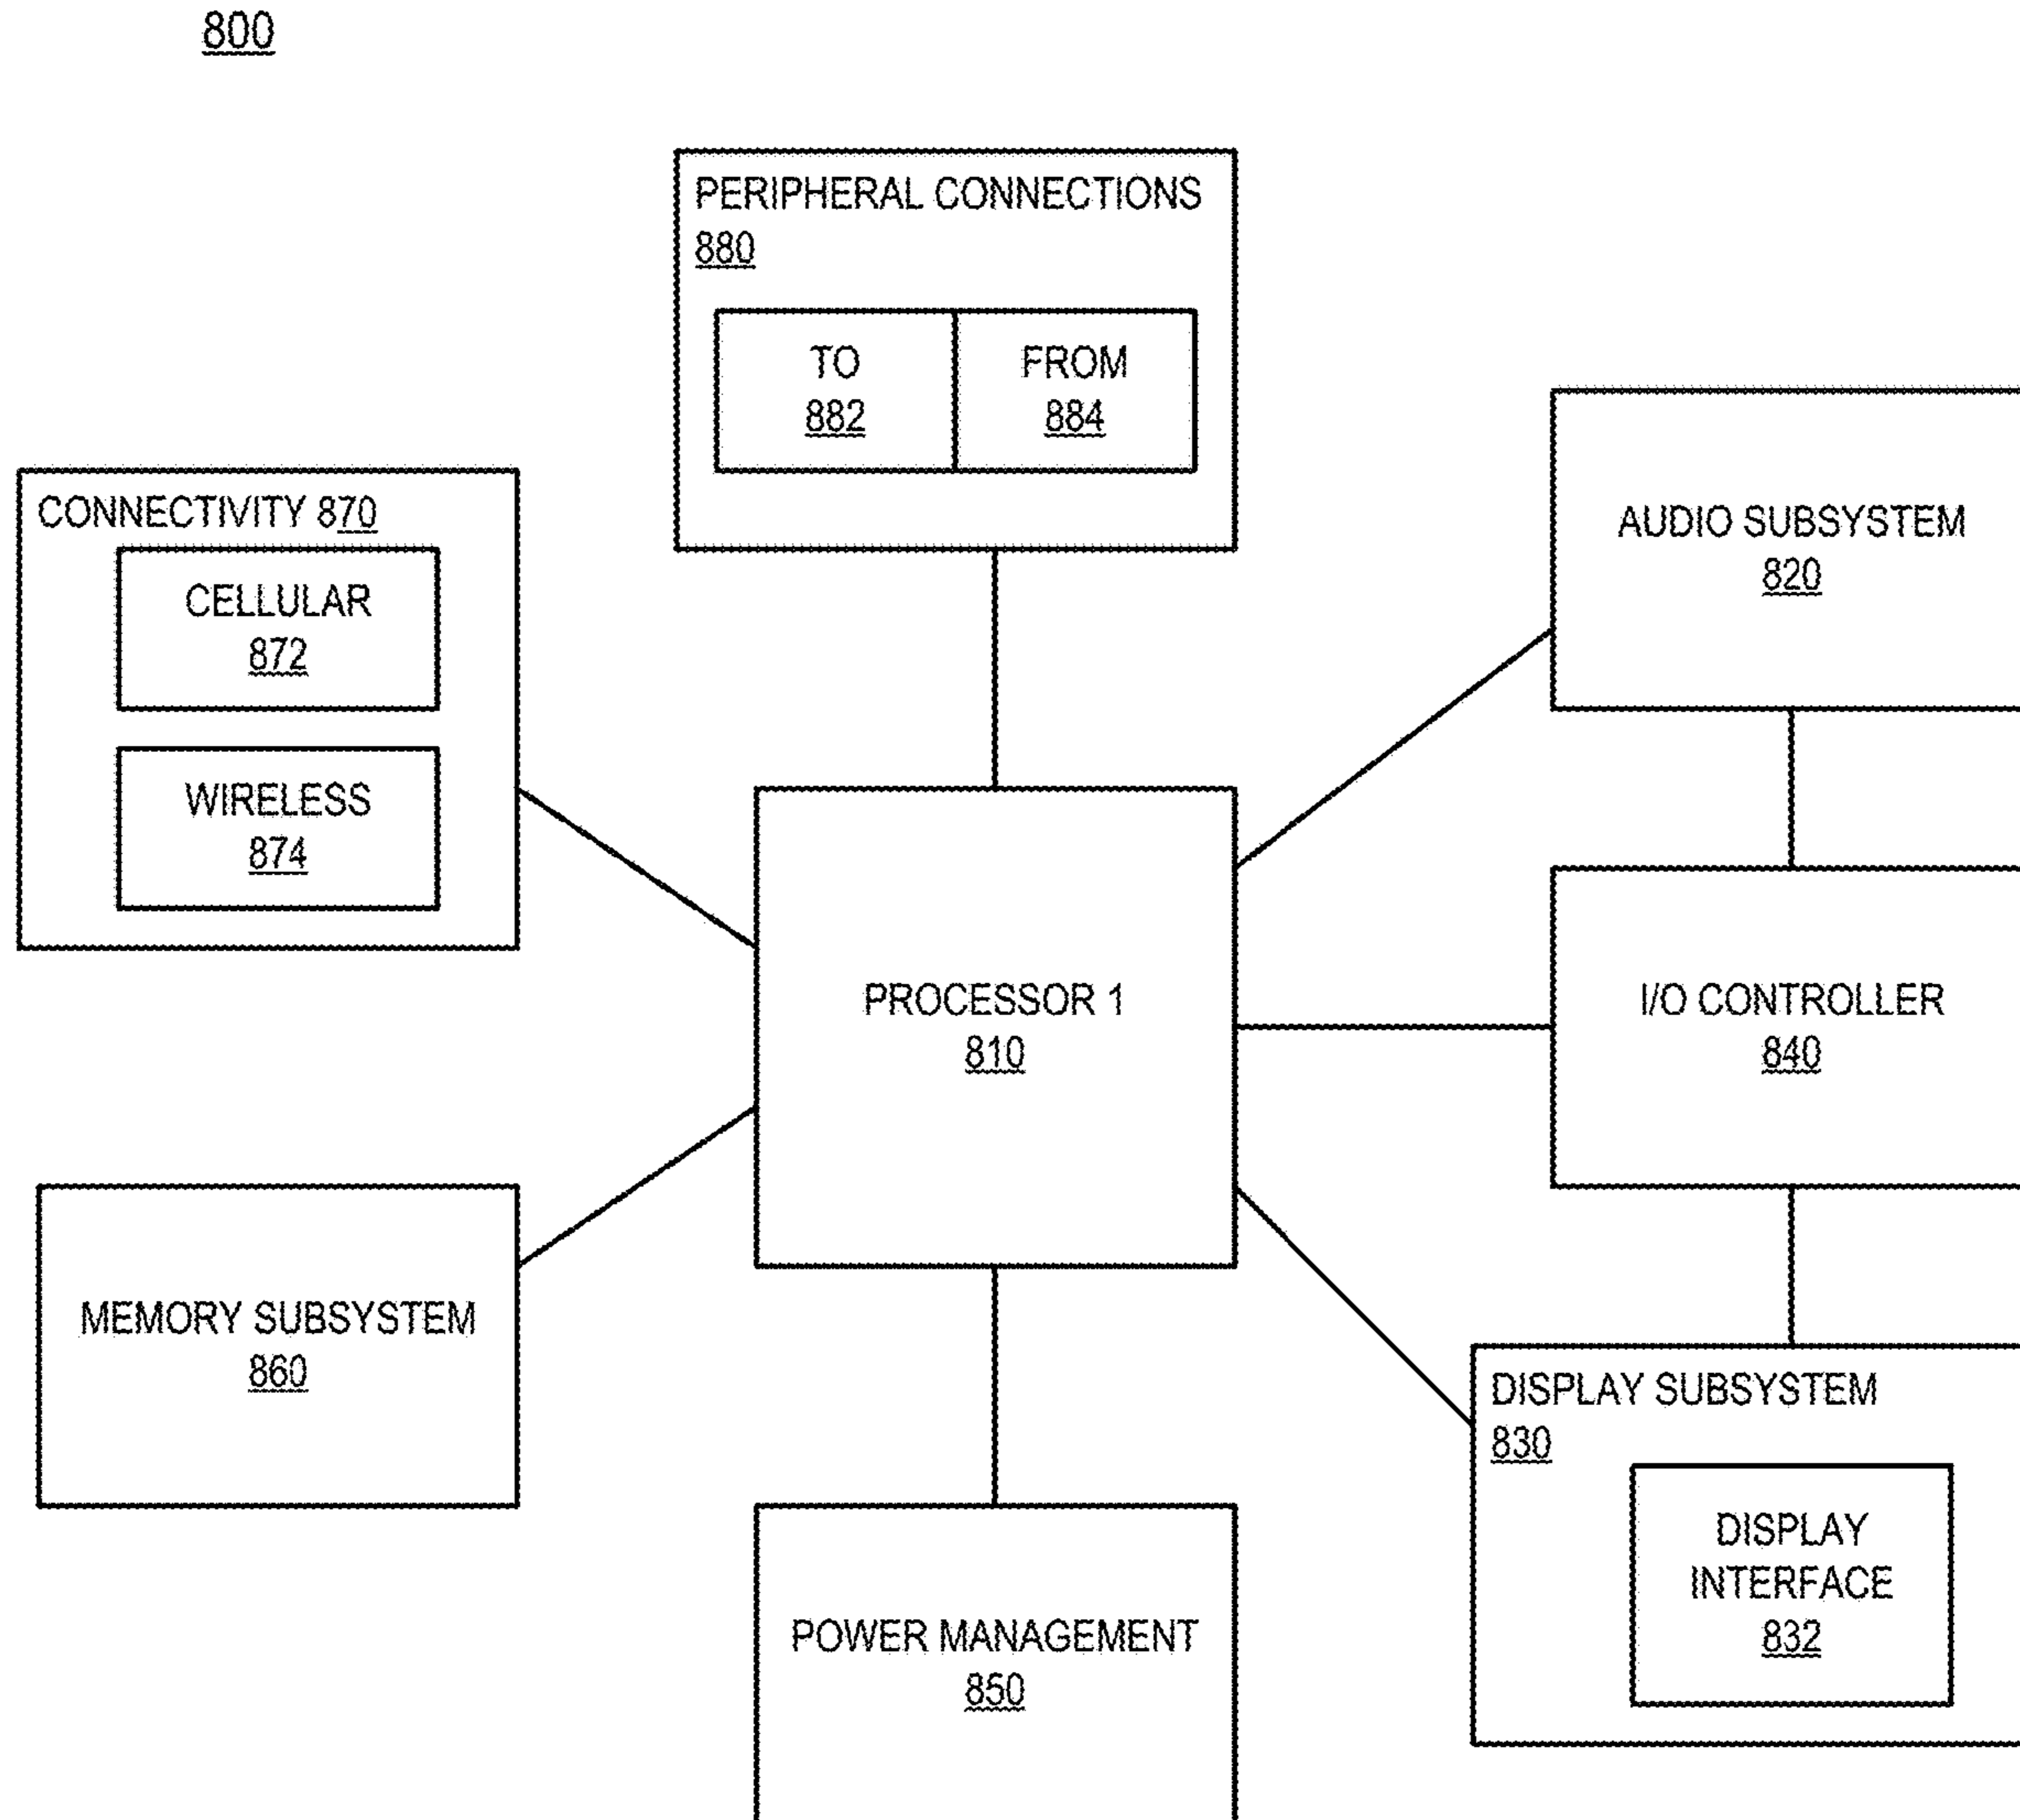 800
PERIPHERAL CONNECTIONS
880
TO
882
FROM
884
CONNECTIVITY 870
CELLULAR
872
WIRELESS
874
AUDIO SUBSYSTEM
820
PROCESSOR 1
810
I/O CONTROLLER
840
MEMORY SUBSYSTEM
860
DISPLAY SUBSYSTEM
830
DISPLAY
INTERFACE
832
POWER MANAGEMENT
850